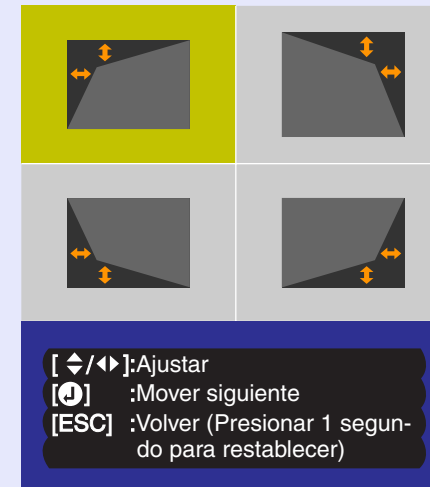 [ ⬍/⬌ ]:Ajustar
[⏎] :Mover siguiente
[ESC] :Volver (Presionar 1 segun-
do para restablecer)